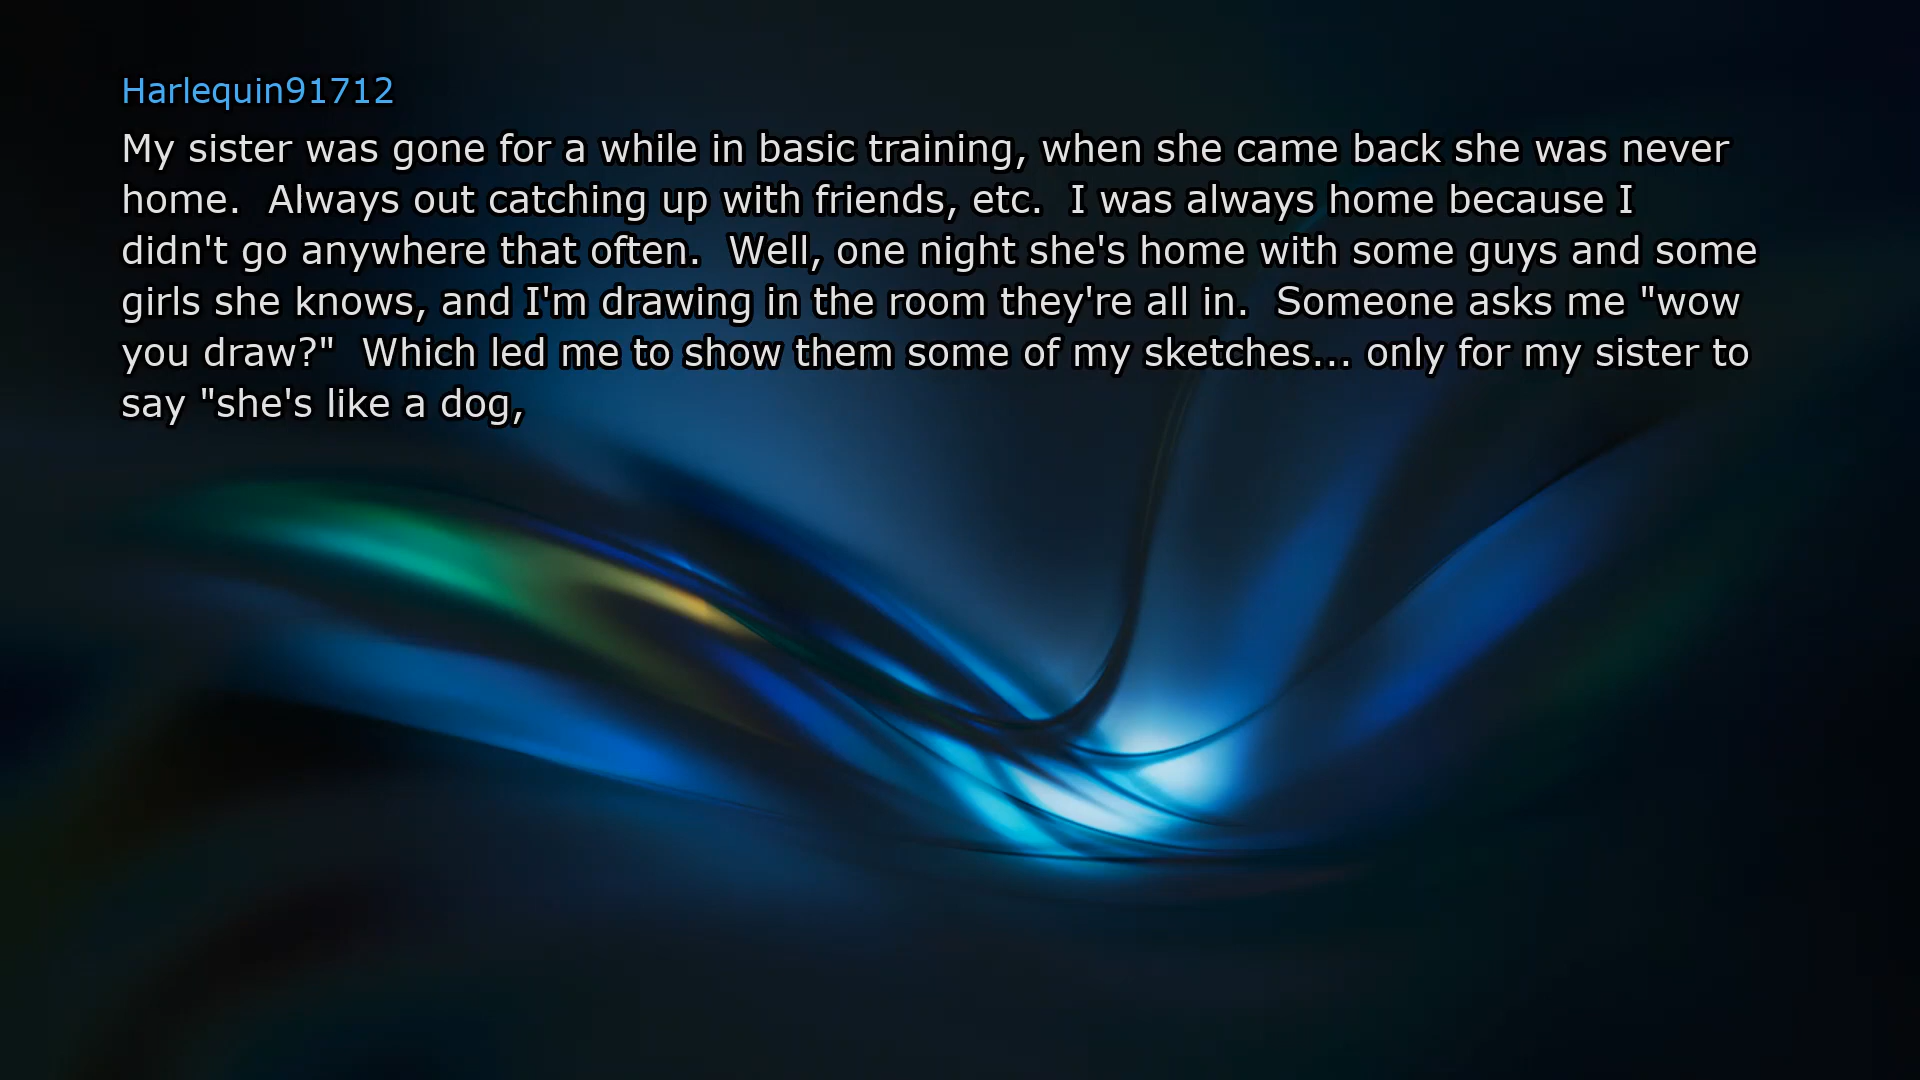 Harlequin91712
My sister was gone for a while in basic training, when she came back she was never
home.  Always out catching up with friends, etc.  I was always home because I
didn't go anywhere that often.  Well, one night she's home with some guys and some
girls she knows, and I'm drawing in the room they're all in.  Someone asks me "wow
you draw?"  Which led me to show them some of my sketches... only for my sister to
say "she's like a dog,